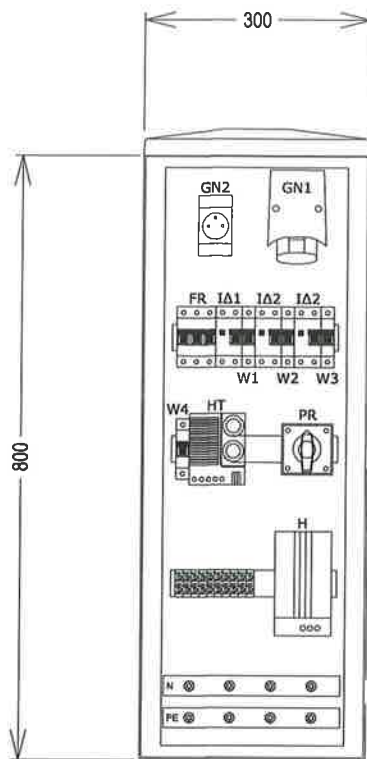 300
GN2 GN1
FR IΔ1 IΔ2 IΔ2
W1 W2 W3
W4 HT PR
800
H
N
PE